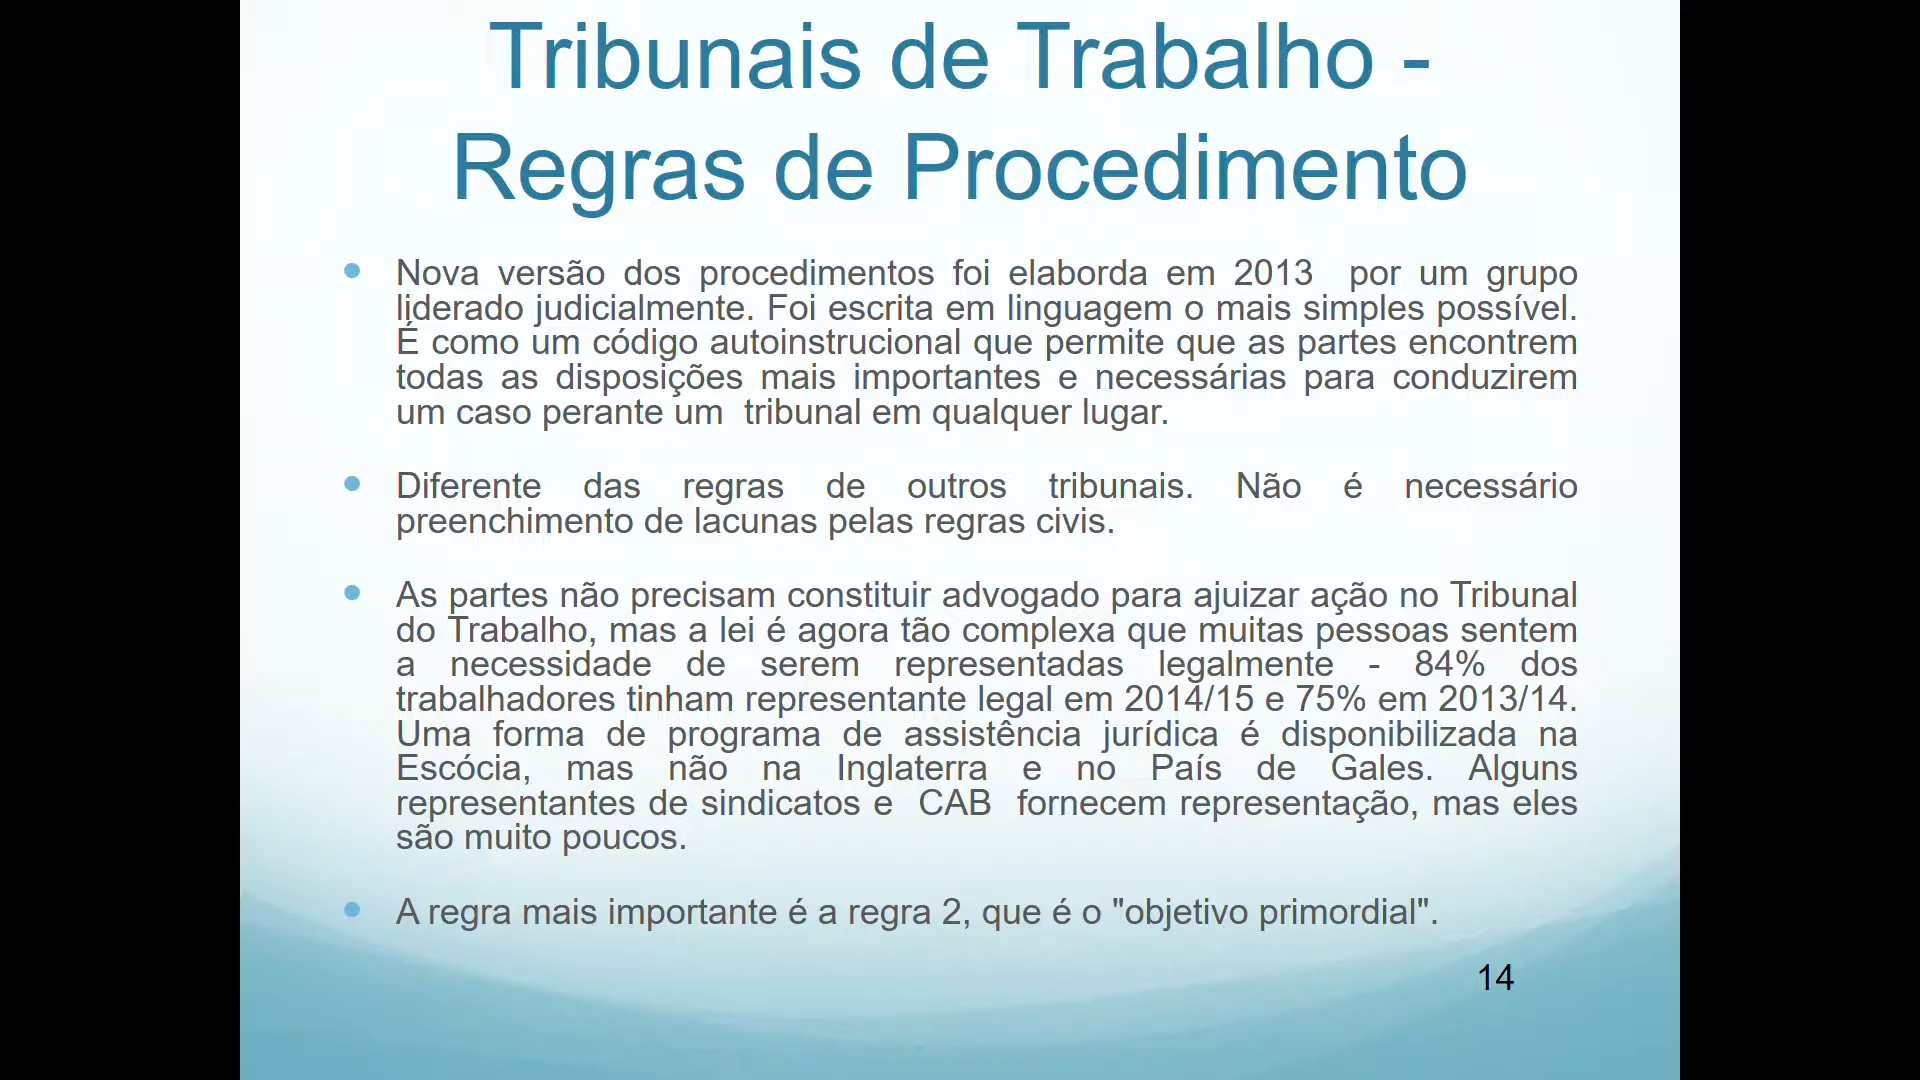 Tribunais de Trabalho -
Regras de Procedimento
Nova versão dos procedimentos foi elaborda em 2013 por um grupo
liderado judicialmente. Foi escrita em linguagem o mais simples possível.
É como um código autoinstrucional que permite que as partes encontrem
todas as disposições mais importantes e necessárias para conduzirem
um caso perante um tribunal em qualquer lugar.
Diferente das regras de outros tribunais. Não é necessário
preenchimento de lacunas pelas regras civis.
As partes não precisam constituir advogado para ajuizar ação no Tribunal
do Trabalho, mas a lei é agora tão complexa que muitas pessoas sentem
a necessidade de serem representadas legalmente - 84% dos
trabalhadores tinham representante legal em 2014/15 e 75% em 2013/14.
Uma forma de programa de assistência jurídica é disponibilizada na
Escócia, mas não na Inglaterra e no País de Gales. Alguns
representantes de sindicatos e CAB fornecem representação, mas eles
são muito poucos.
A regra mais importante é a regra 2, que é o "objetivo primordial".
14